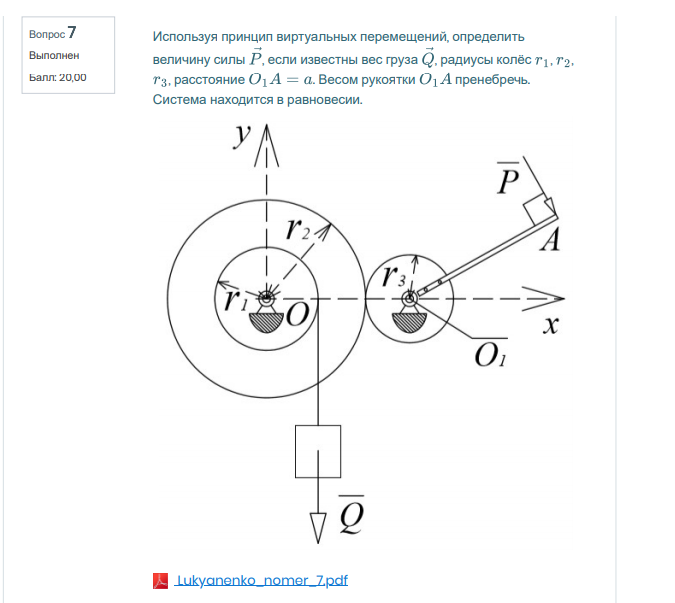 Вопрос 7
Выполнен
Балл: 20,00
Используя принцип виртуальных перемещений, определить
величину силы P⃗, если известны вес груза Q⃗, радиусы колёс r₁, r₂,
r₃, расстояние O₁A = a. Весом рукоятки O₁A пренебречь.
Система находится в равновесии.
y
P̅
r₂
A
r₃
r₁
O
x
O̅₁
Q̅
Lukyanenko_nomer_7.pdf